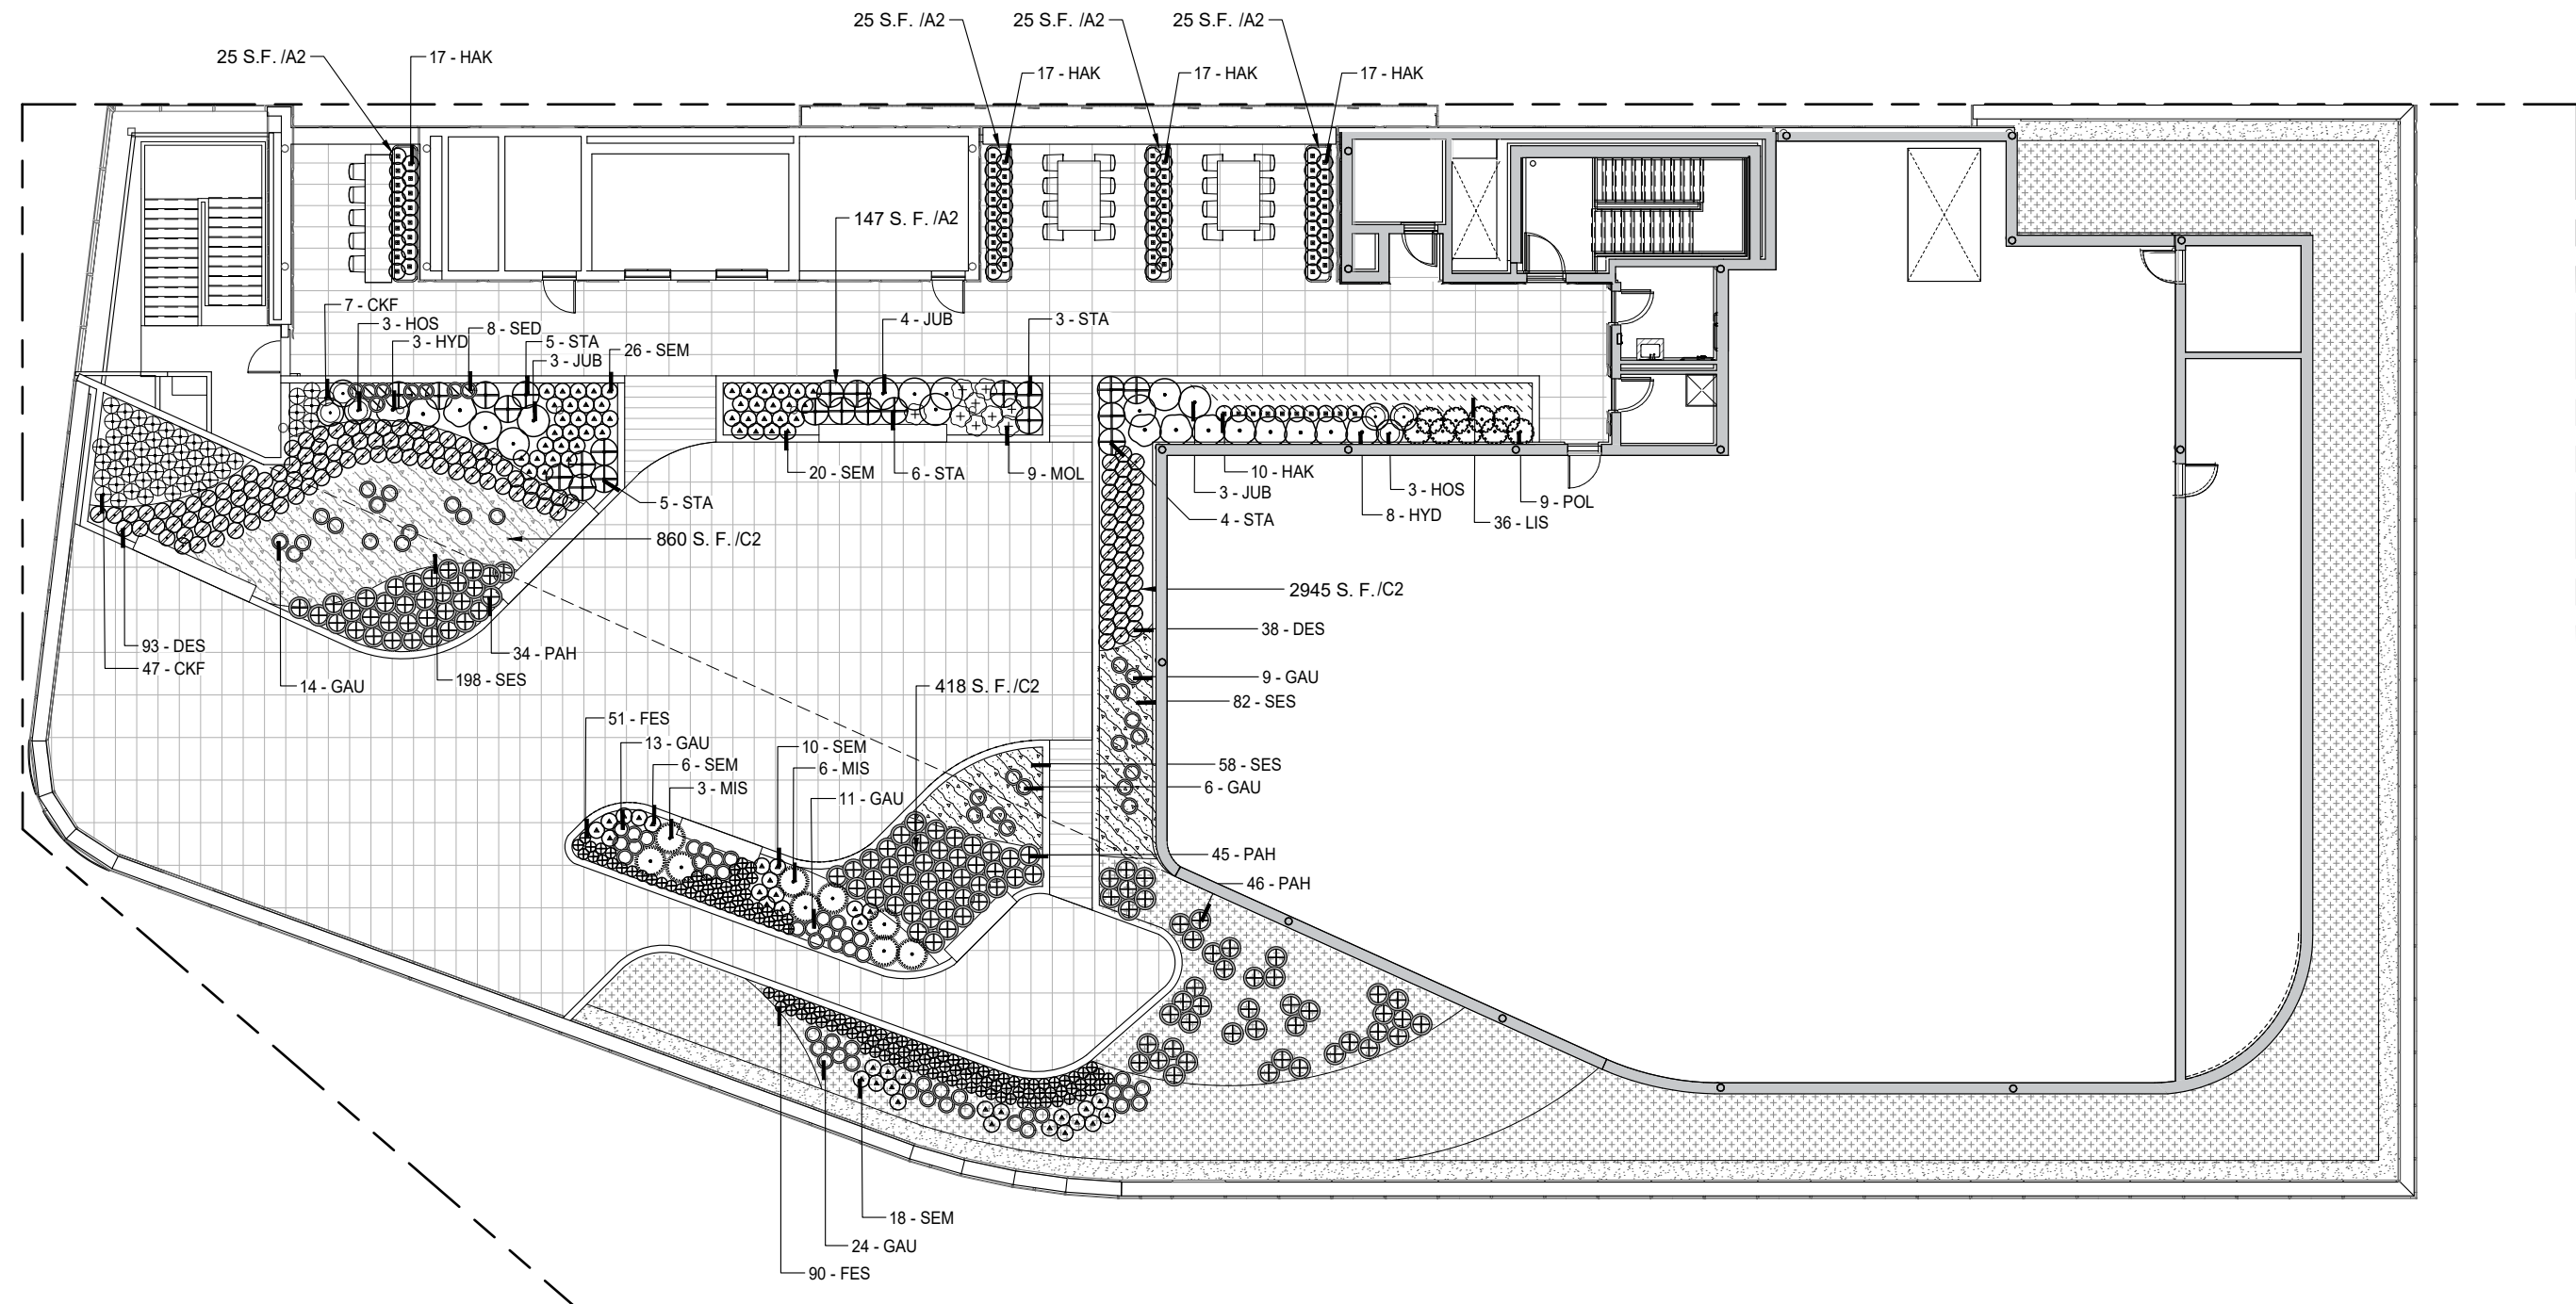 25 S.F. /A2
25 S.F. /A2
25 S.F. /A2
25 S.F. /A2
17 - HAK
17 - HAK
17 - HAK
17 - HAK
147 S. F. /A2
7 - CKF
3 - HOS
3 - HYD
8 - SED
5 - STA
3 - JUB
26 - SEM
4 - JUB
3 - STA
20 - SEM
6 - STA
9 - MOL
5 - STA
10 - HAK
3 - JUB
4 - STA
3 - HOS
8 - HYD
9 - POL
36 - LIS
860 S. F. /C2
2945 S. F. /C2
38 - DES
93 - DES
47 - CKF
34 - PAH
14 - GAU
198 - SES
9 - GAU
82 - SES
418 S. F. /C2
51 - FES
13 - GAU
6 - SEM
3 - MIS
10 - SEM
6 - MIS
11 - GAU
58 - SES
6 - GAU
45 - PAH
46 - PAH
18 - SEM
24 - GAU
90 - FES